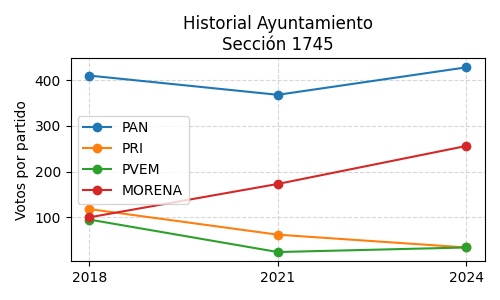 Historial Ayuntamiento
Sección 1745
Votos por partido
400
300
200
100
PAN
PRI
PVEM
MORENA
2018
2021
2024